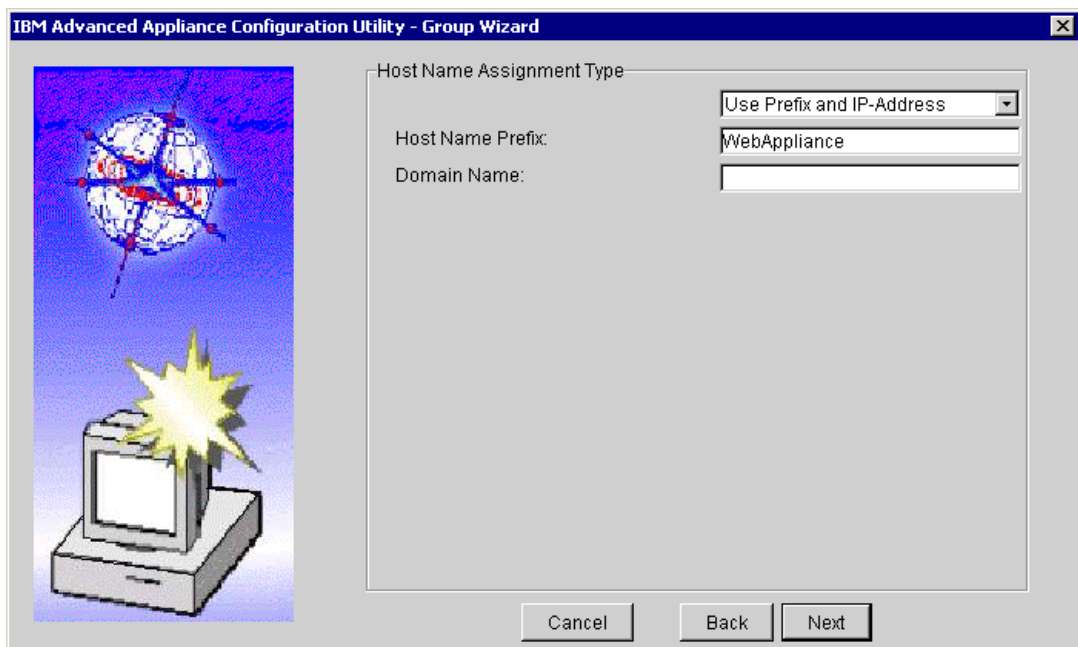 IBM Advanced Appliance Configuration Utility - Group Wizard
Host Name Assignment Type
Use Prefix and IP-Address
Host Name Prefix: WebAppliance
Domain Name:
Cancel Back Next